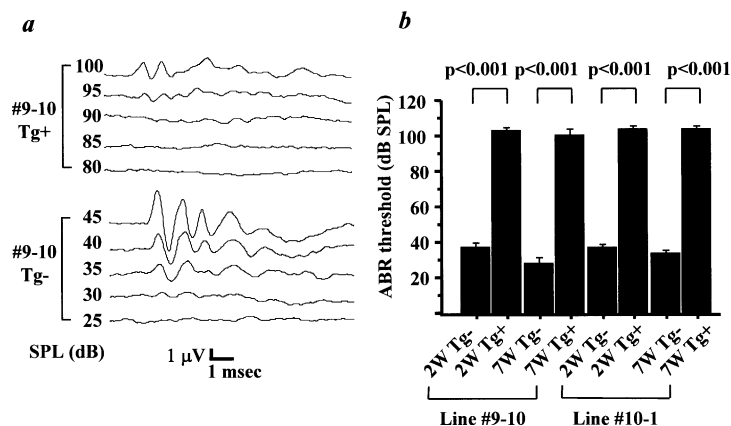 a
100
95
#9-10
Tg+
90
85
80
45
#9-10
Tg-
40
35
30
25
SPL (dB)
1 μV
1 msec
b
p<0.001 p<0.001 p<0.001 p<0.001
ABR threshold (dB SPL)
120
100
80
60
40
20
2W Tg-
2W Tg+
7W Tg-
7W Tg+
2W Tg-
2W Tg+
7W Tg-
7W Tg+
Line #9-10
Line #10-1